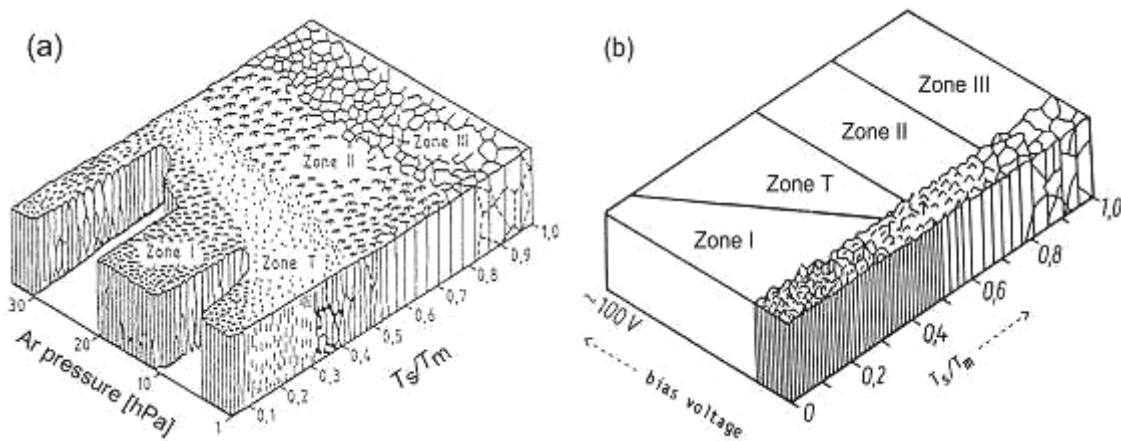 (a)
Zone III
Zone II
Zone I
Zone T
30
20
10
1
Ar pressure [hPa]
0,1
0,2
0,3
0,4
0,5
0,6
0,7
0,8
0,9
1,0
Ts/Tm
(b)
Zone III
Zone II
Zone T
Zone I
~100 V
bias voltage
0
0,2
0,4
0,6
0,8
1,0
Ts/Tm